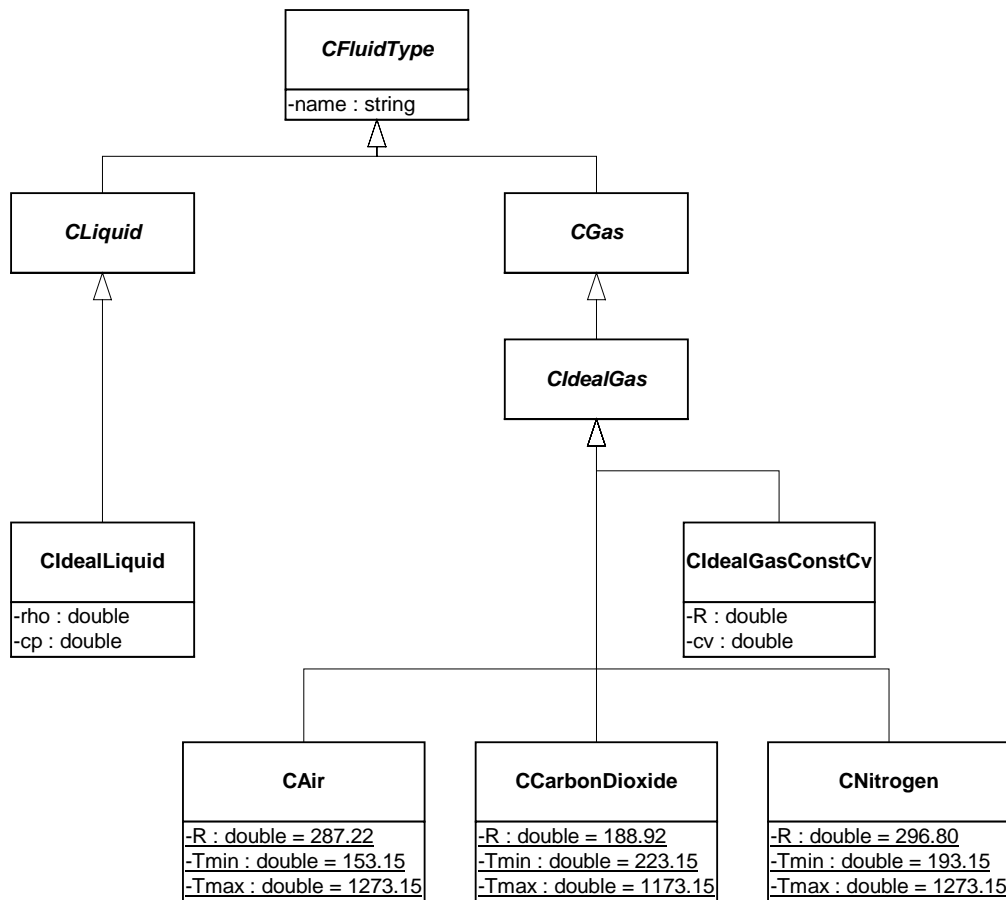 CFluidType
-name : string
CLiquid
CGas
CIdealGas
CIdealLiquid
-rho : double
-cp : double
CIdealGasConstCv
-R : double
-cv : double
CAir
-R : double = 287.22
-Tmin : double = 153.15
-Tmax : double = 1273.15
CCarbonDioxide
-R : double = 188.92
-Tmin : double = 223.15
-Tmax : double = 1173.15
CNitrogen
-R : double = 296.80
-Tmin : double = 193.15
-Tmax : double = 1273.15